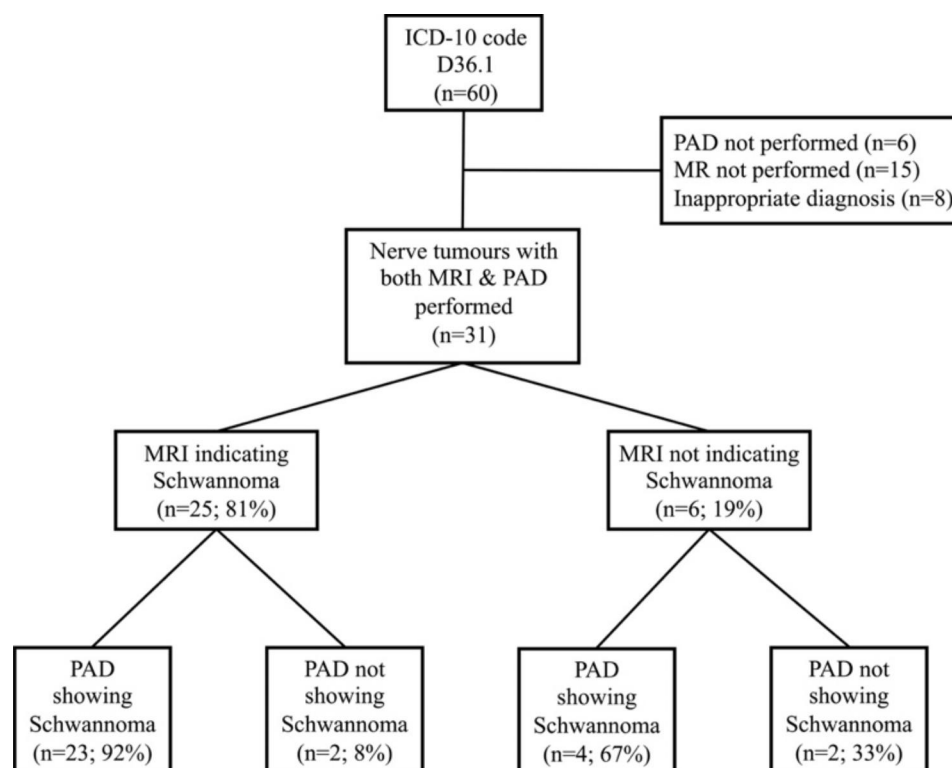 ICD-10 code
D36.1
(n=60)
PAD not performed (n=6)
MR not performed (n=15)
Inappropriate diagnosis (n=8)
Nerve tumours with
both MRI & PAD
performed
(n=31)
MRI indicating
Schwannoma
(n=25; 81%)
MRI not indicating
Schwannoma
(n=6; 19%)
PAD
showing
Schwannoma
(n=23; 92%)
PAD not
showing
Schwannoma
(n=2; 8%)
PAD
showing
Schwannoma
(n=4; 67%)
PAD not
showing
Schwannoma
(n=2; 33%)